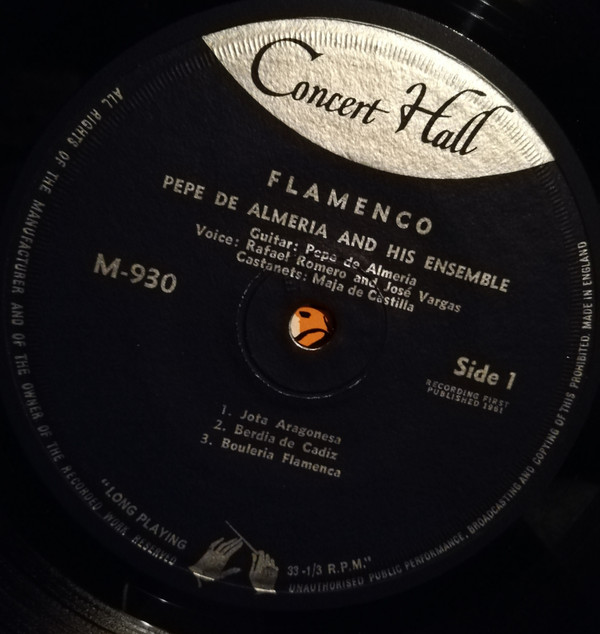 Concert Hall
FLAMENCO
PEPE DE ALMERIA AND HIS ENSEMBLE
Guitar: Pepe de Almeria
Voice: Rafael Romero and José Vargas
Castanets: Maja de Castilla
M-930
Side 1
RECORDING FIRST
PUBLISHED 1961
1. Jota Aragonesa
2. Berdia de Cadiz
3. Bouleria Flamenca
"LONG PLAYING
33-1/3 R.P.M."
ALL RIGHTS OF THE MANUFACTURER AND OF THE OWNER OF THE RECORDED WORK RESERVED
UNAUTHORISED PUBLIC PERFORMANCE, BROADCASTING AND COPYING OF THIS PROHIBITED. MADE IN ENGLAND